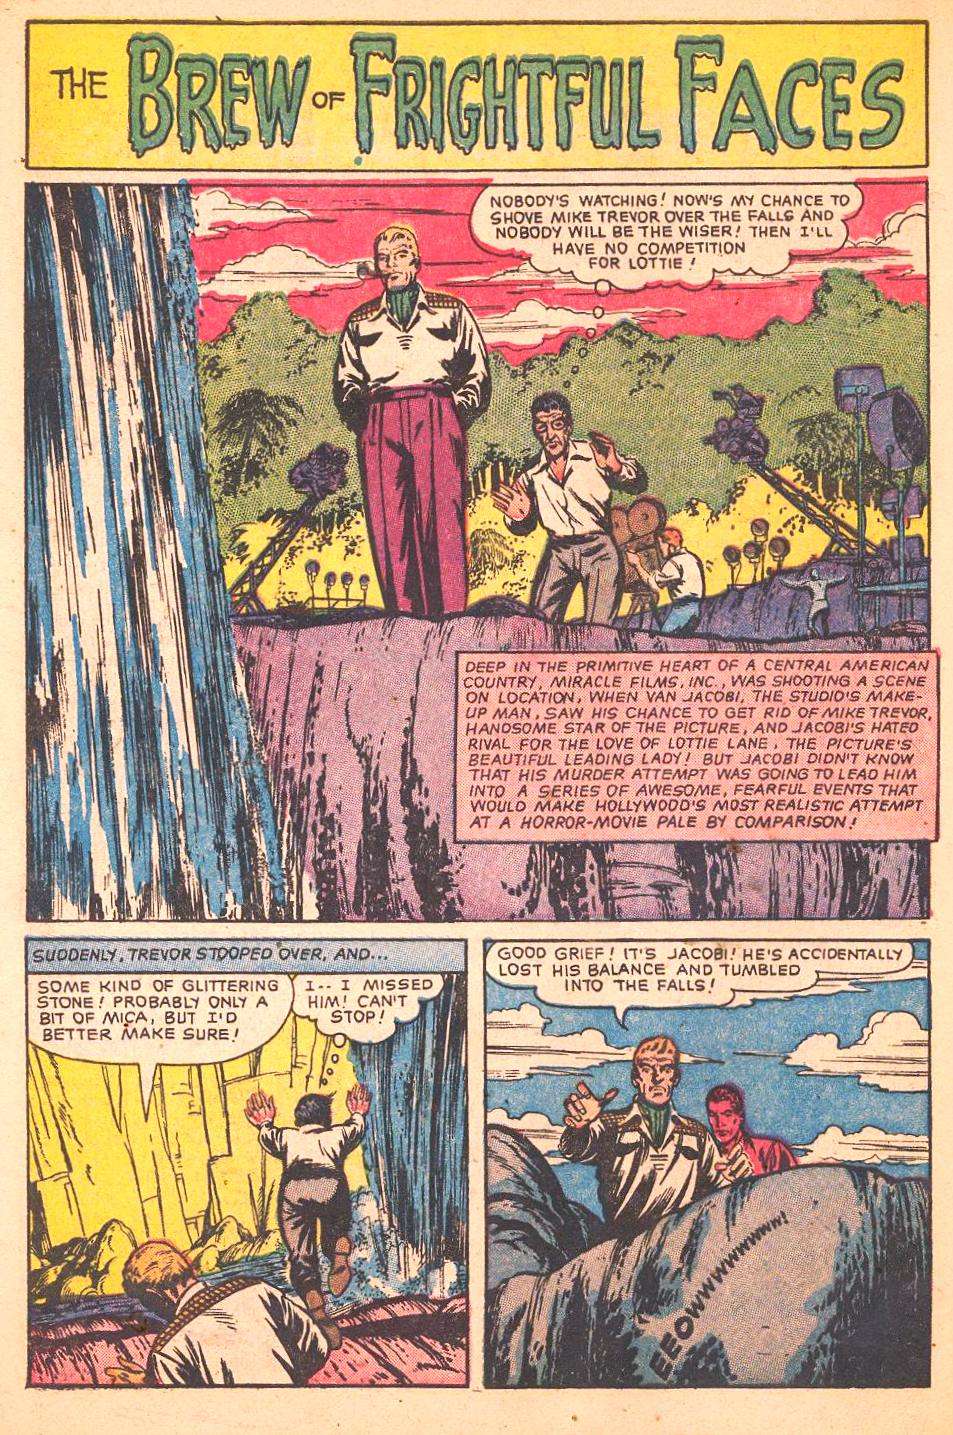 THE BREW OF FRIGHTFUL FACES
NOBODY'S WATCHING! NOW'S MY CHANCE TO
SHOVE MIKE TREVOR OVER THE FALLS AND
NOBODY WILL BE THE WISER! THEN I'LL
HAVE NO COMPETITION
FOR LOTTIE!
DEEP IN THE PRIMITIVE HEART OF A CENTRAL AMERICAN
COUNTRY, MIRACLE FILMS, INC., WAS SHOOTING A SCENE
ON LOCATION, WHEN VAN JACOBI, THE STUDIO'S MAKE-
UP MAN, SAW HIS CHANCE TO GET RID OF MIKE TREVOR,
HANDSOME STAR OF THE PICTURE, AND JACOBI'S HATED
RIVAL FOR THE LOVE OF LOTTIE LANE, THE PICTURE'S
BEAUTIFUL LEADING LADY! BUT JACOBI DIDN'T KNOW
THAT HIS MURDER ATTEMPT WAS GOING TO LEAD HIM
INTO A SERIES OF AWESOME, FEARFUL EVENTS THAT
WOULD MAKE HOLLYWOOD'S MOST REALISTIC ATTEMPT
AT A HORROR-MOVIE PALE BY COMPARISON!
SUDDENLY, TREVOR STOOPED OVER, AND...
SOME KIND OF GLITTERING
STONE! PROBABLY ONLY A
BIT OF MICA, BUT I'D
BETTER MAKE SURE!
I-- I MISSED
HIM! CAN'T
STOP!
GOOD GRIEF! IT'S JACOBI! HE'S ACCIDENTALLY
LOST HIS BALANCE AND TUMBLED
INTO THE FALLS!
EEOWWWWWWWW!